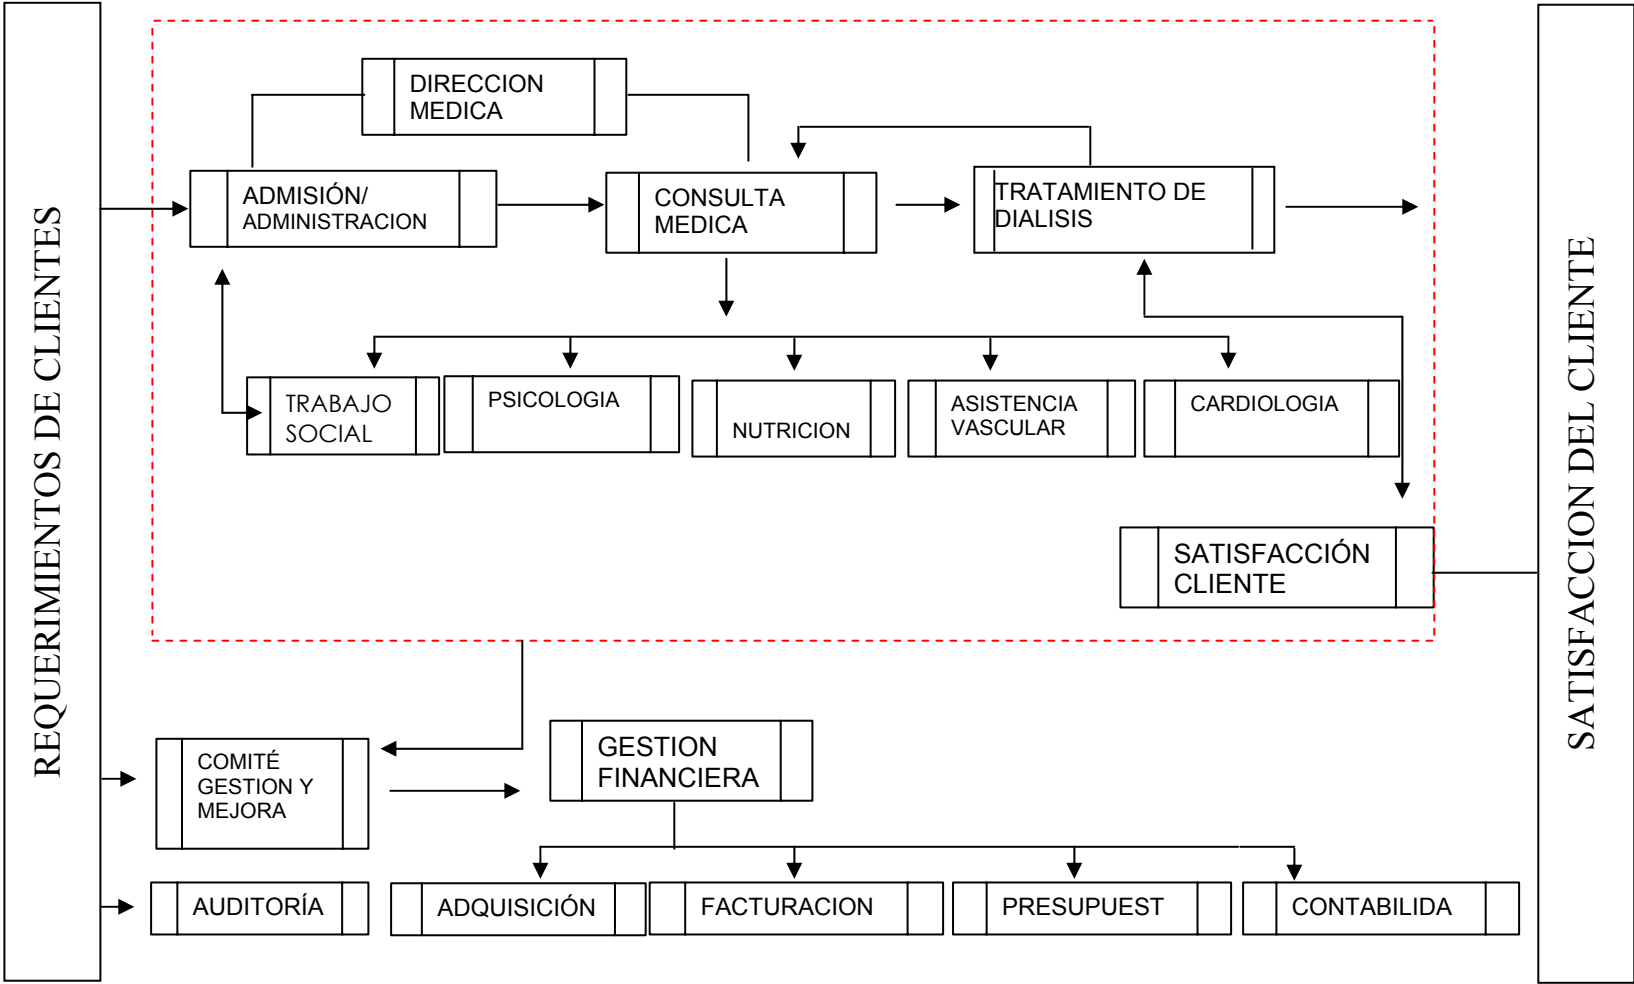 REQUERIMIENTOS DE CLIENTES
DIRECCION
MEDICA
ADMISIÓN/
ADMINISTRACION
CONSULTA
MEDICA
TRATAMIENTO DE
DIALISIS
TRABAJO
SOCIAL
PSICOLOGIA
NUTRICION
ASISTENCIA
VASCULAR
CARDIOLOGIA
SATISFACCIÓN
CLIENTE
COMITÉ
GESTION Y
MEJORA
GESTION
FINANCIERA
AUDITORÍA
ADQUISICIÓN
FACTURACION
PRESUPUEST
CONTABILIDA
SATISFACCION DEL CLIENTE